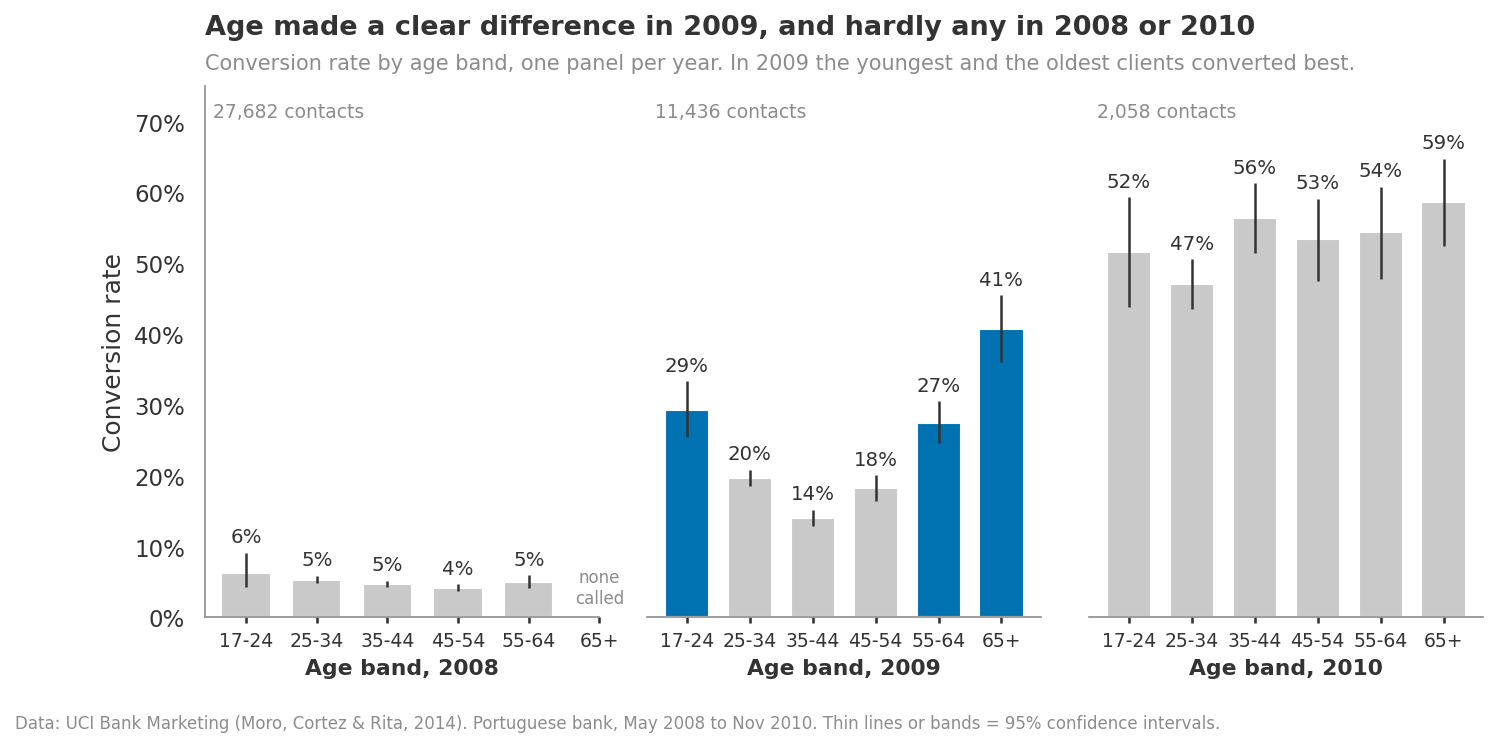 Age made a clear difference in 2009, and hardly any in 2008 or 2010
Conversion rate by age band, one panel per year. In 2009 the youngest and the oldest clients converted best.
27,682 contacts
11,436 contacts
2,058 contacts
Conversion rate
70%
60%
50%
40%
30%
20%
10%
0%
6%
5%
5%
4%
5%
none
called
29%
20%
14%
18%
27%
41%
52%
47%
56%
53%
54%
59%
17-24 25-34 35-44 45-54 55-64 65+
17-24 25-34 35-44 45-54 55-64 65+
17-24 25-34 35-44 45-54 55-64 65+
Age band, 2008
Age band, 2009
Age band, 2010
Data: UCI Bank Marketing (Moro, Cortez & Rita, 2014). Portuguese bank, May 2008 to Nov 2010. Thin lines or bands = 95% confidence intervals.